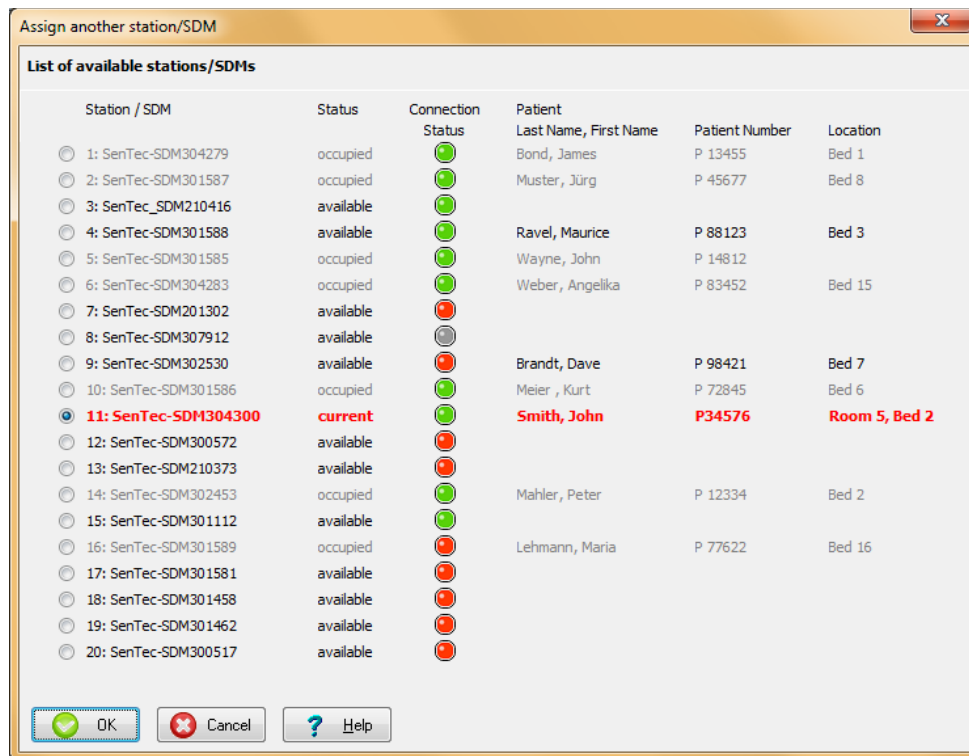 Assign another station/SDM
List of available stations/SDMs
Station / SDM Status Connection Status Patient Last Name, First Name Patient Number Location
1: SenTec-SDM304279 occupied Bond, James P 13455 Bed 1
2: SenTec-SDM301587 occupied Muster, Jürg P 45677 Bed 8
3: SenTec_SDM210416 available
4: SenTec-SDM301588 available Ravel, Maurice P 88123 Bed 3
5: SenTec-SDM301585 occupied Wayne, John P 14812
6: SenTec-SDM304283 occupied Weber, Angelika P 83452 Bed 15
7: SenTec-SDM201302 available
8: SenTec-SDM307912 available
9: SenTec-SDM302530 available Brandt, Dave P 98421 Bed 7
10: SenTec-SDM301586 occupied Meier , Kurt P 72845 Bed 6
11: SenTec-SDM304300 current Smith, John P34576 Room 5, Bed 2
12: SenTec-SDM300572 available
13: SenTec-SDM210373 available
14: SenTec-SDM302453 occupied Mahler, Peter P 12334 Bed 2
15: SenTec-SDM301112 available
16: SenTec-SDM301589 occupied Lehmann, Maria P 77622 Bed 16
17: SenTec-SDM301581 available
18: SenTec-SDM301458 available
19: SenTec-SDM301462 available
20: SenTec-SDM300517 available
OK Cancel ? Help